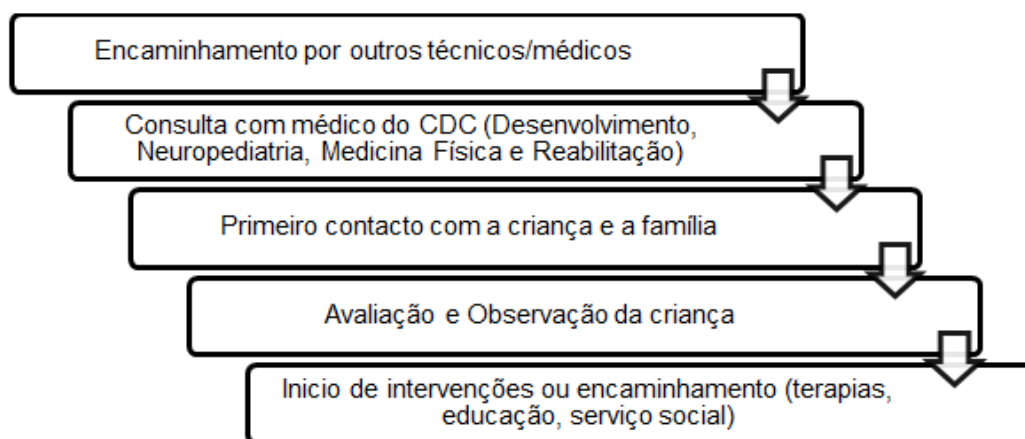 Encaminhamento por outros técnicos/médicos
Consulta com médico do CDC (Desenvolvimento,
Neuropediatria, Medicina Física e Reabilitação)
Primeiro contacto com a criança e a família
Avaliação e Observação da criança
Inicio de intervenções ou encaminhamento (terapias,
educação, serviço social)